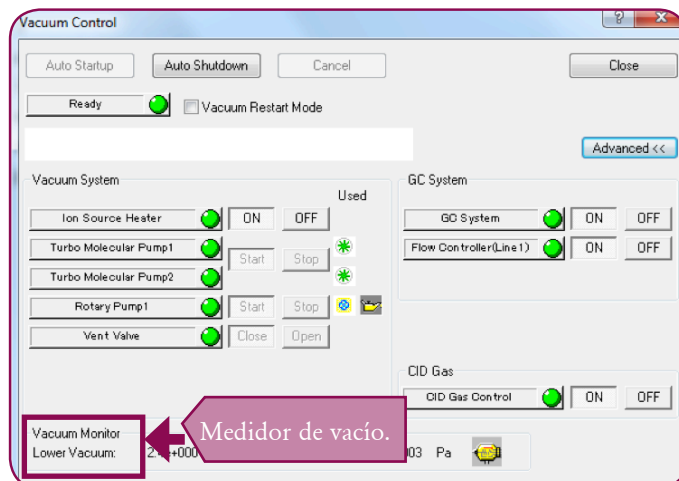 Vacuum Control
Auto Startup Auto Shutdown Cancel Close
Ready Vacuum Restart Mode
Advanced <<
Vacuum System GC System
Used
Ion Source Heater ON OFF GC System ON OFF
Turbo Molecular Pump1 Start Stop Flow Controller(Line1) ON OFF
Turbo Molecular Pump2
Rotary Pump1 Start Stop
Vent Valve Close Open
CID Gas
CID Gas Control ON OFF
Vacuum Monitor
Medidor de vacío.
Lower Vacuum: Pa